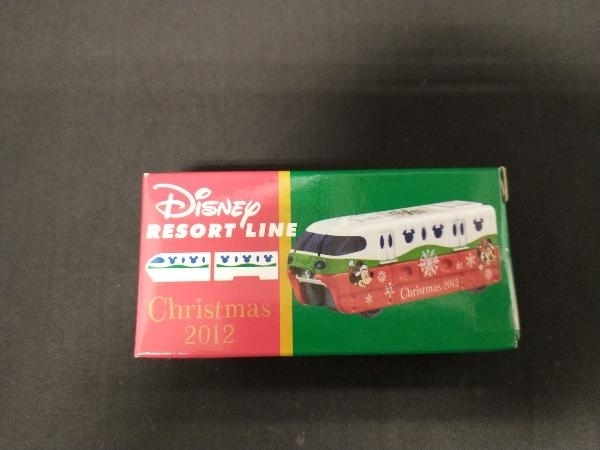 Disney
RESORT LINE
Christmas
2012
Christmas 2012